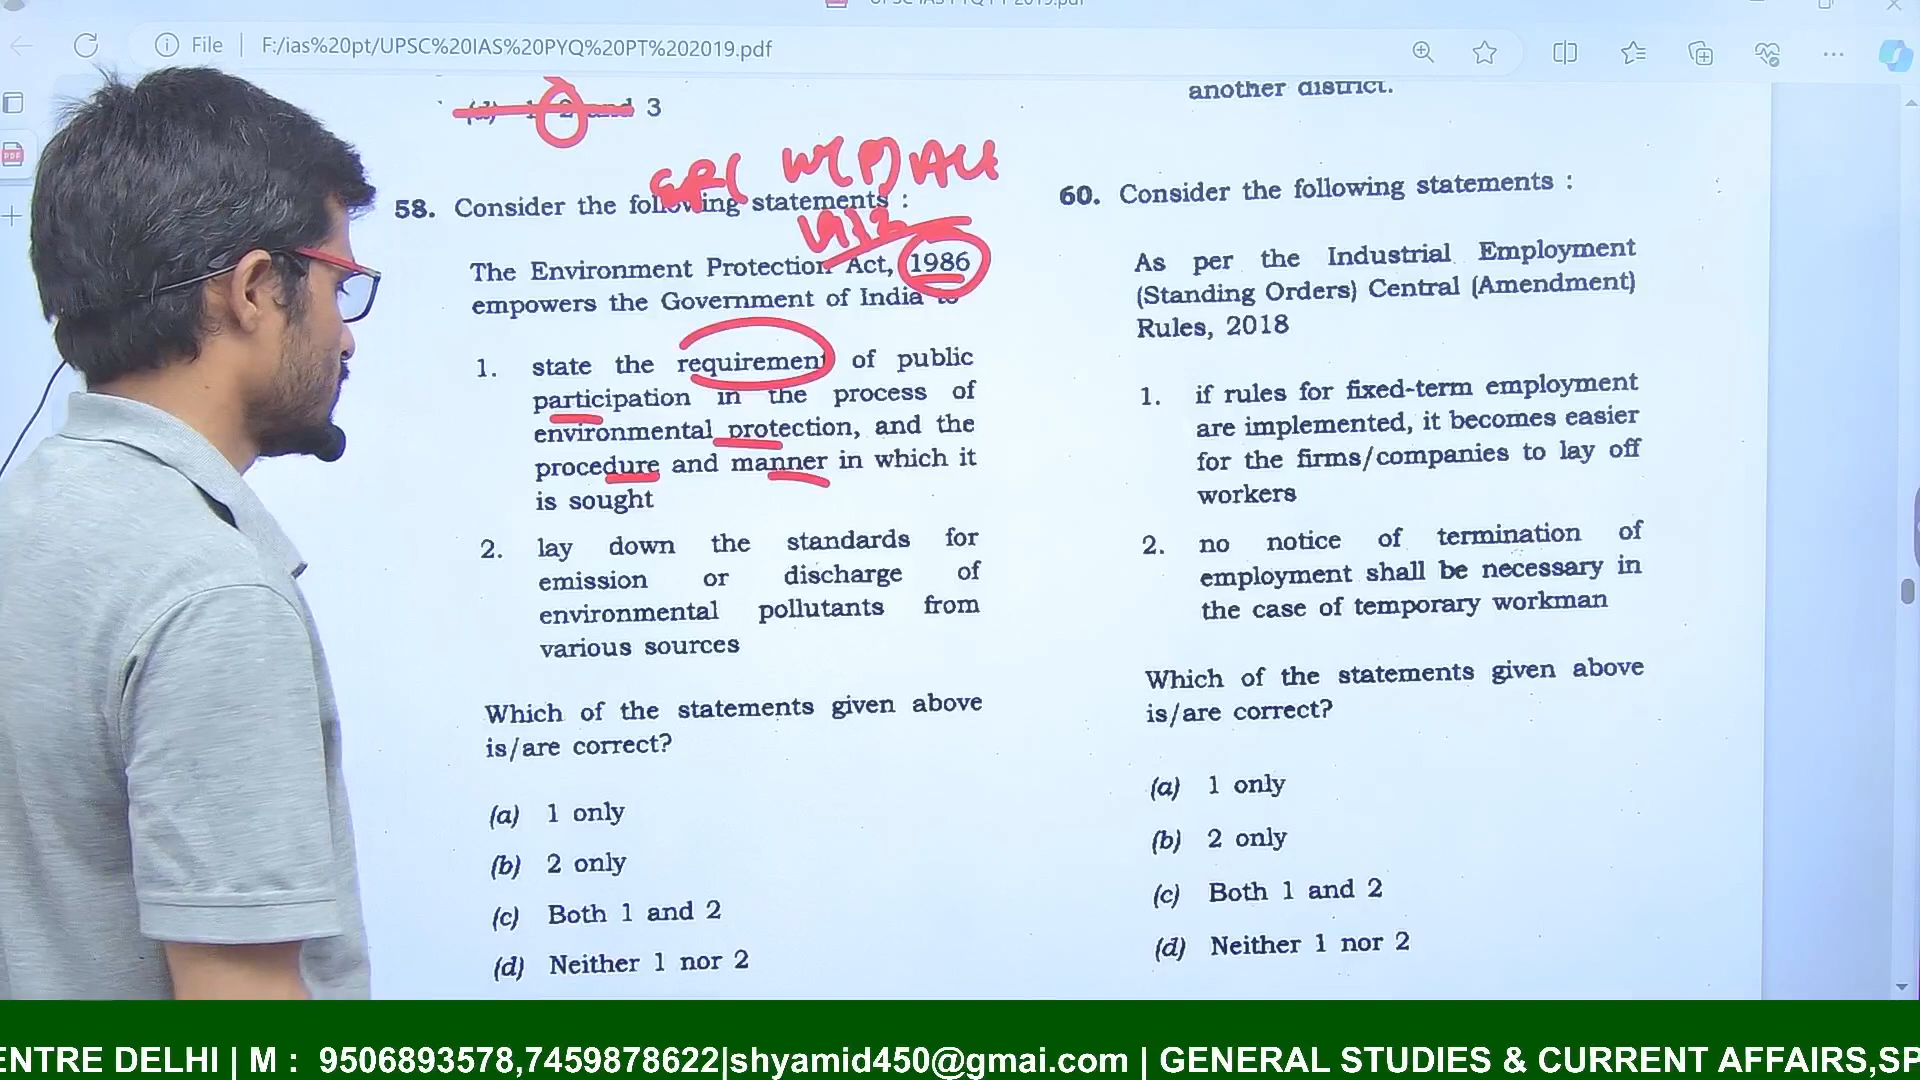 File
F:/ias%20pt/UPSC%20IAS%20PYQ%20PT%202019.pdf
(d) 1 2 and 3
W(P) Act
58. Consider the following statements :
The Environment Protection Act, 1986
empowers the Government of India to
1. state the requirement of public
participation in the process of
environmental protection, and the
procedure and manner in which it
is sought
2. lay down the standards for
emission or discharge of
environmental pollutants from
various sources
Which of the statements given above
is/are correct?
(a) 1 only
(b) 2 only
(c) Both 1 and 2
(d) Neither 1 nor 2
another district.
60. Consider the following statements :
As per the Industrial Employment
(Standing Orders) Central (Amendment)
Rules, 2018
1. if rules for fixed-term employment
are implemented, it becomes easier
for the firms/companies to lay off
workers
2. no notice of termination of
employment shall be necessary in
the case of temporary workman
Which of the statements given above
is/are correct?
(a) 1 only
(b) 2 only
(c) Both 1 and 2
(d) Neither 1 nor 2
ENTRE DELHI | M : 9506893578,7459878622|shyamid450@gmai.com | GENERAL STUDIES & CURRENT AFFAIRS,SP